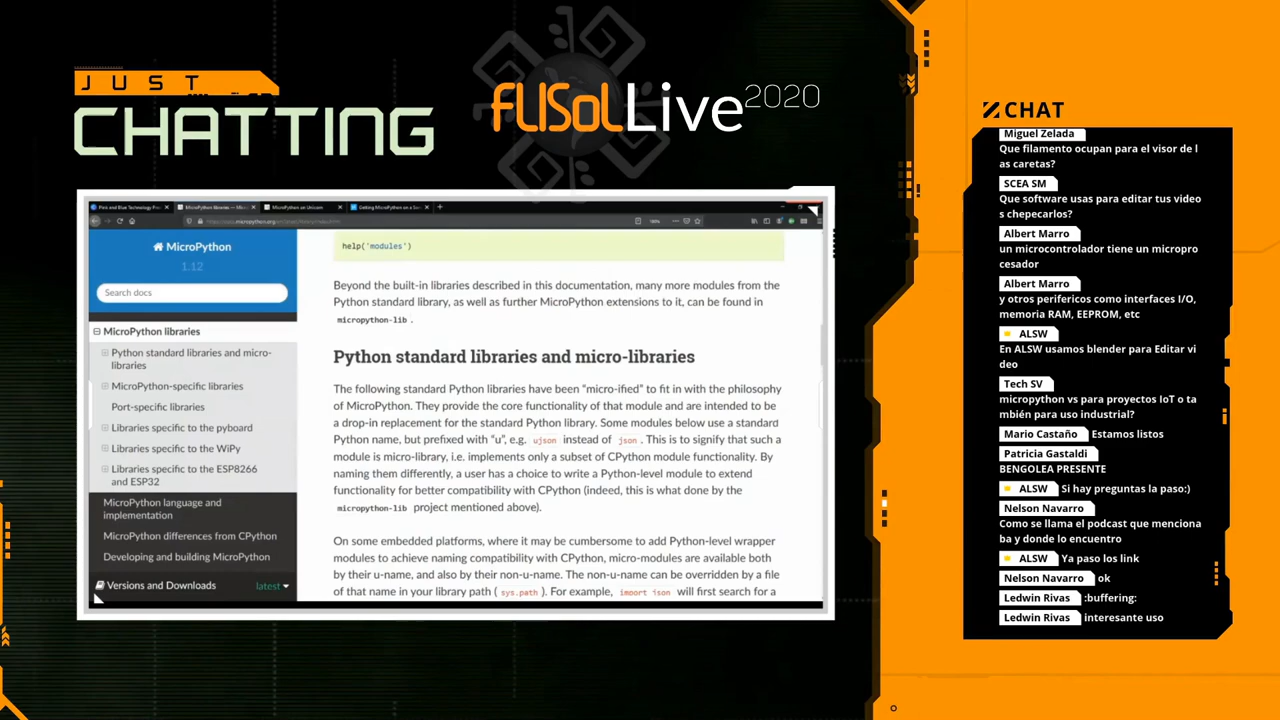 JUST
CHATTING
FLISoL Live 2020
Pink and Blue Technology Fre
MicroPython libraries — Micro
MicroPython on Unicorn
Getting MicroPython on a Sen
MicroPython
1.12
Search docs
MicroPython libraries
Python standard libraries and micro-
libraries
MicroPython-specific libraries
Port-specific libraries
Libraries specific to the pyboard
Libraries specific to the WiPy
Libraries specific to the ESP8266
and ESP32
MicroPython language and
implementation
MicroPython differences from CPython
Developing and building MicroPython
Versions and Downloads
latest
help('modules')
Beyond the built-in libraries described in this documentation, many more modules from the
Python standard library, as well as further MicroPython extensions to it, can be found in
micropython-lib .
Python standard libraries and micro-libraries
The following standard Python libraries have been “micro-ified” to fit in with the philosophy
of MicroPython. They provide the core functionality of that module and are intended to be
a drop-in replacement for the standard Python library. Some modules below use a standard
Python name, but prefixed with “u”, e.g. ujson instead of json . This is to signify that such a
module is micro-library, i.e. implements only a subset of CPython module functionality. By
naming them differently, a user has a choice to write a Python-level module to extend
functionality for better compatibility with CPython (indeed, this is what done by the
micropython-lib project mentioned above).
On some embedded platforms, where it may be cumbersome to add Python-level wrapper
modules to achieve naming compatibility with CPython, micro-modules are available both
by their u-name, and also by their non-u-name. The non-u-name can be overridden by a file
of that name in your library path ( sys.path ). For example, import json will first search for a
CHAT
Miguel Zelada
Que filamento ocupan para el visor de l
as caretas?
SCEA SM
Que software usas para editar tus video
s chepecarlos?
Albert Marro
un microcontrolador tiene un micropro
cesador
Albert Marro
y otros perifericos como interfaces I/O,
memoria RAM, EEPROM, etc
ALSW
En ALSW usamos blender para Editar vi
deo
Tech SV
micropython vs para proyectos IoT o ta
mbién para uso industrial?
Mario Castaño Estamos listos
Patricia Gastaldi
BENGOLEA PRESENTE
ALSW Si hay preguntas la paso:)
Nelson Navarro
Como se llama el podcast que menciona
ba y donde lo encuentro
ALSW Ya paso los link
Nelson Navarro ok
Ledwin Rivas :buffering:
Ledwin Rivas interesante uso